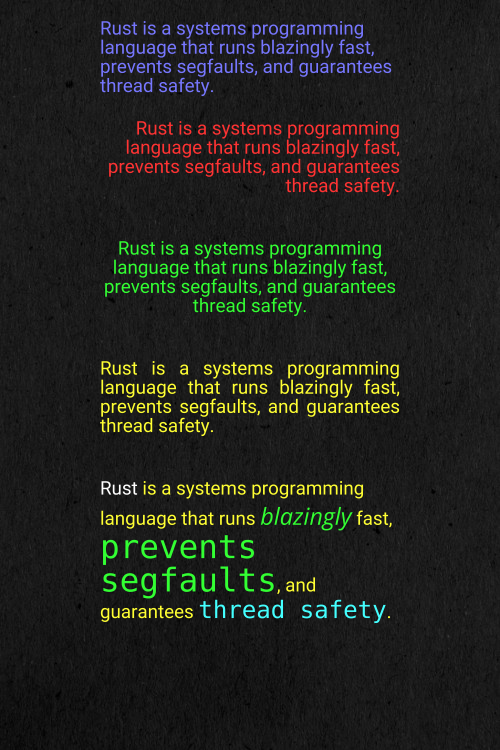 Rust is a systems programming
language that runs blazingly fast,
prevents segfaults, and guarantees
thread safety.
Rust is a systems programming
language that runs blazingly fast,
prevents segfaults, and guarantees
thread safety.
Rust is a systems programming
language that runs blazingly fast,
prevents segfaults, and guarantees
thread safety.
Rust is a systems programming
language that runs blazingly fast,
prevents segfaults, and guarantees
thread safety.
Rust is a systems programming
language that runs blazingly fast,
prevents
segfaults, and
guarantees thread safety.